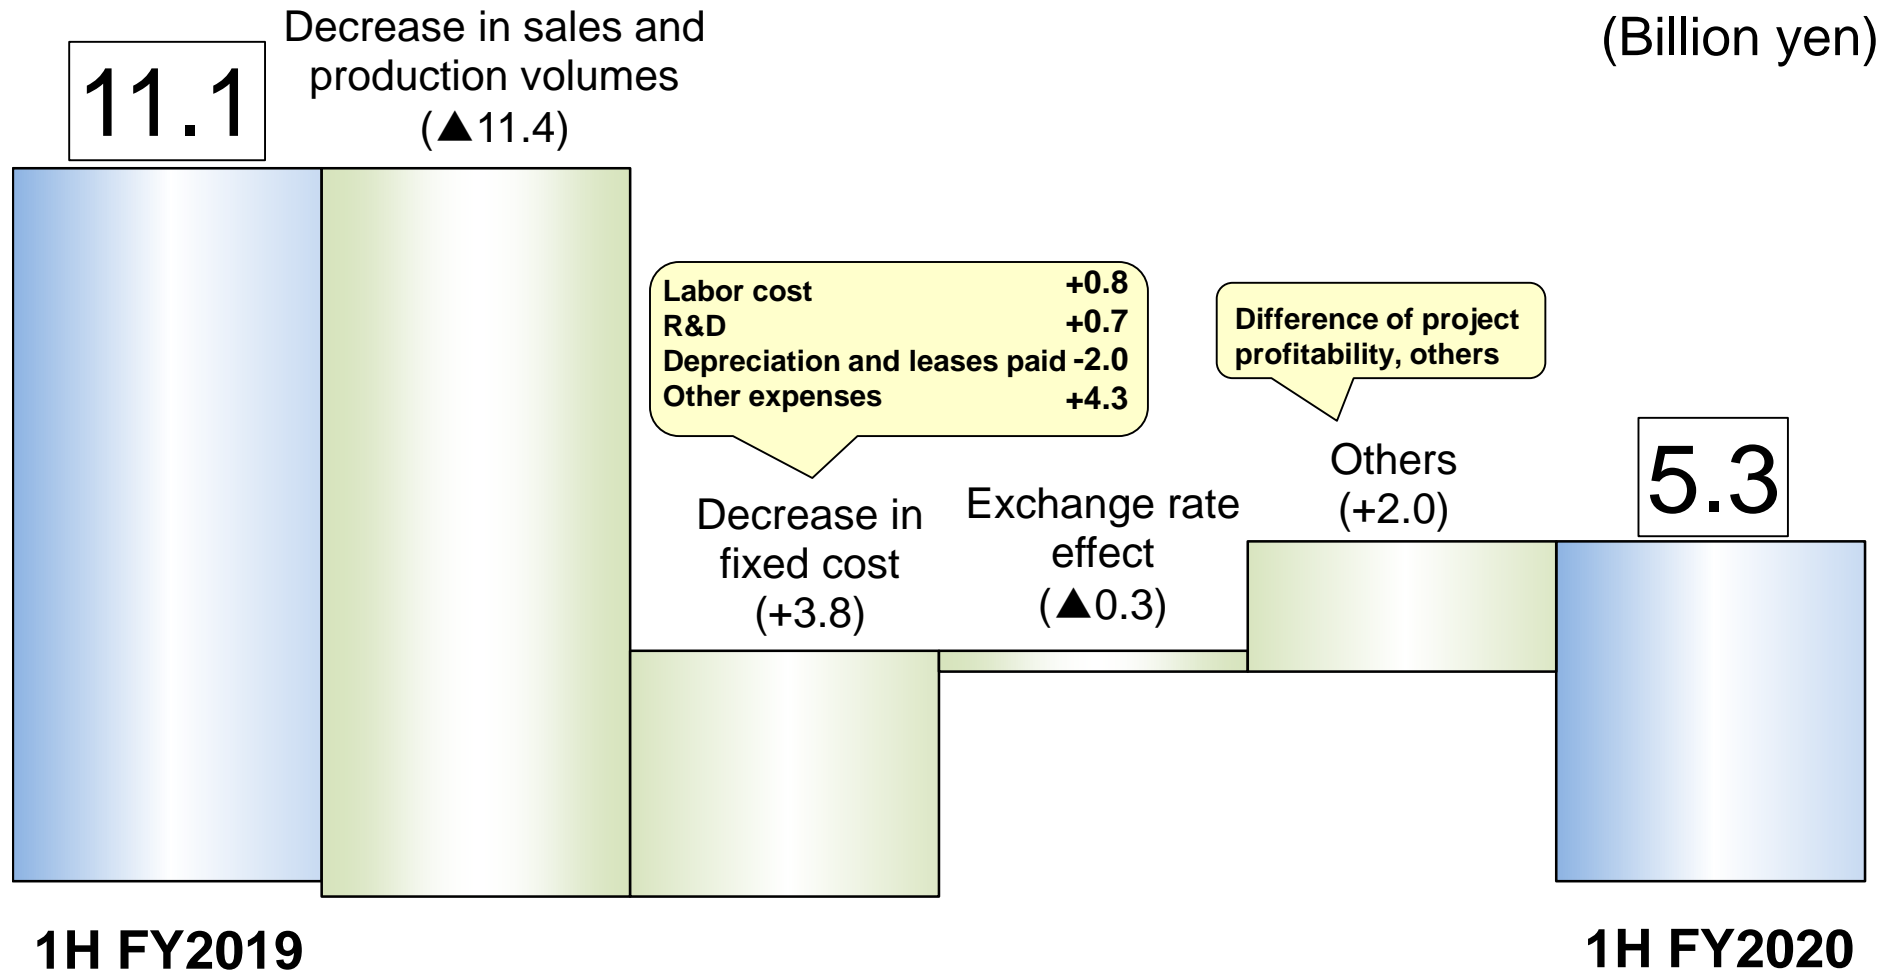 (Billion yen)
11.1
Decrease in sales and
production volumes
(▲11.4)
Labor cost +0.8
R&D +0.7
Depreciation and leases paid -2.0
Other expenses +4.3
Decrease in
fixed cost
(+3.8)
Exchange rate
effect
(▲0.3)
Difference of project
profitability, others
Others
(+2.0)
5.3
1H FY2019
1H FY2020